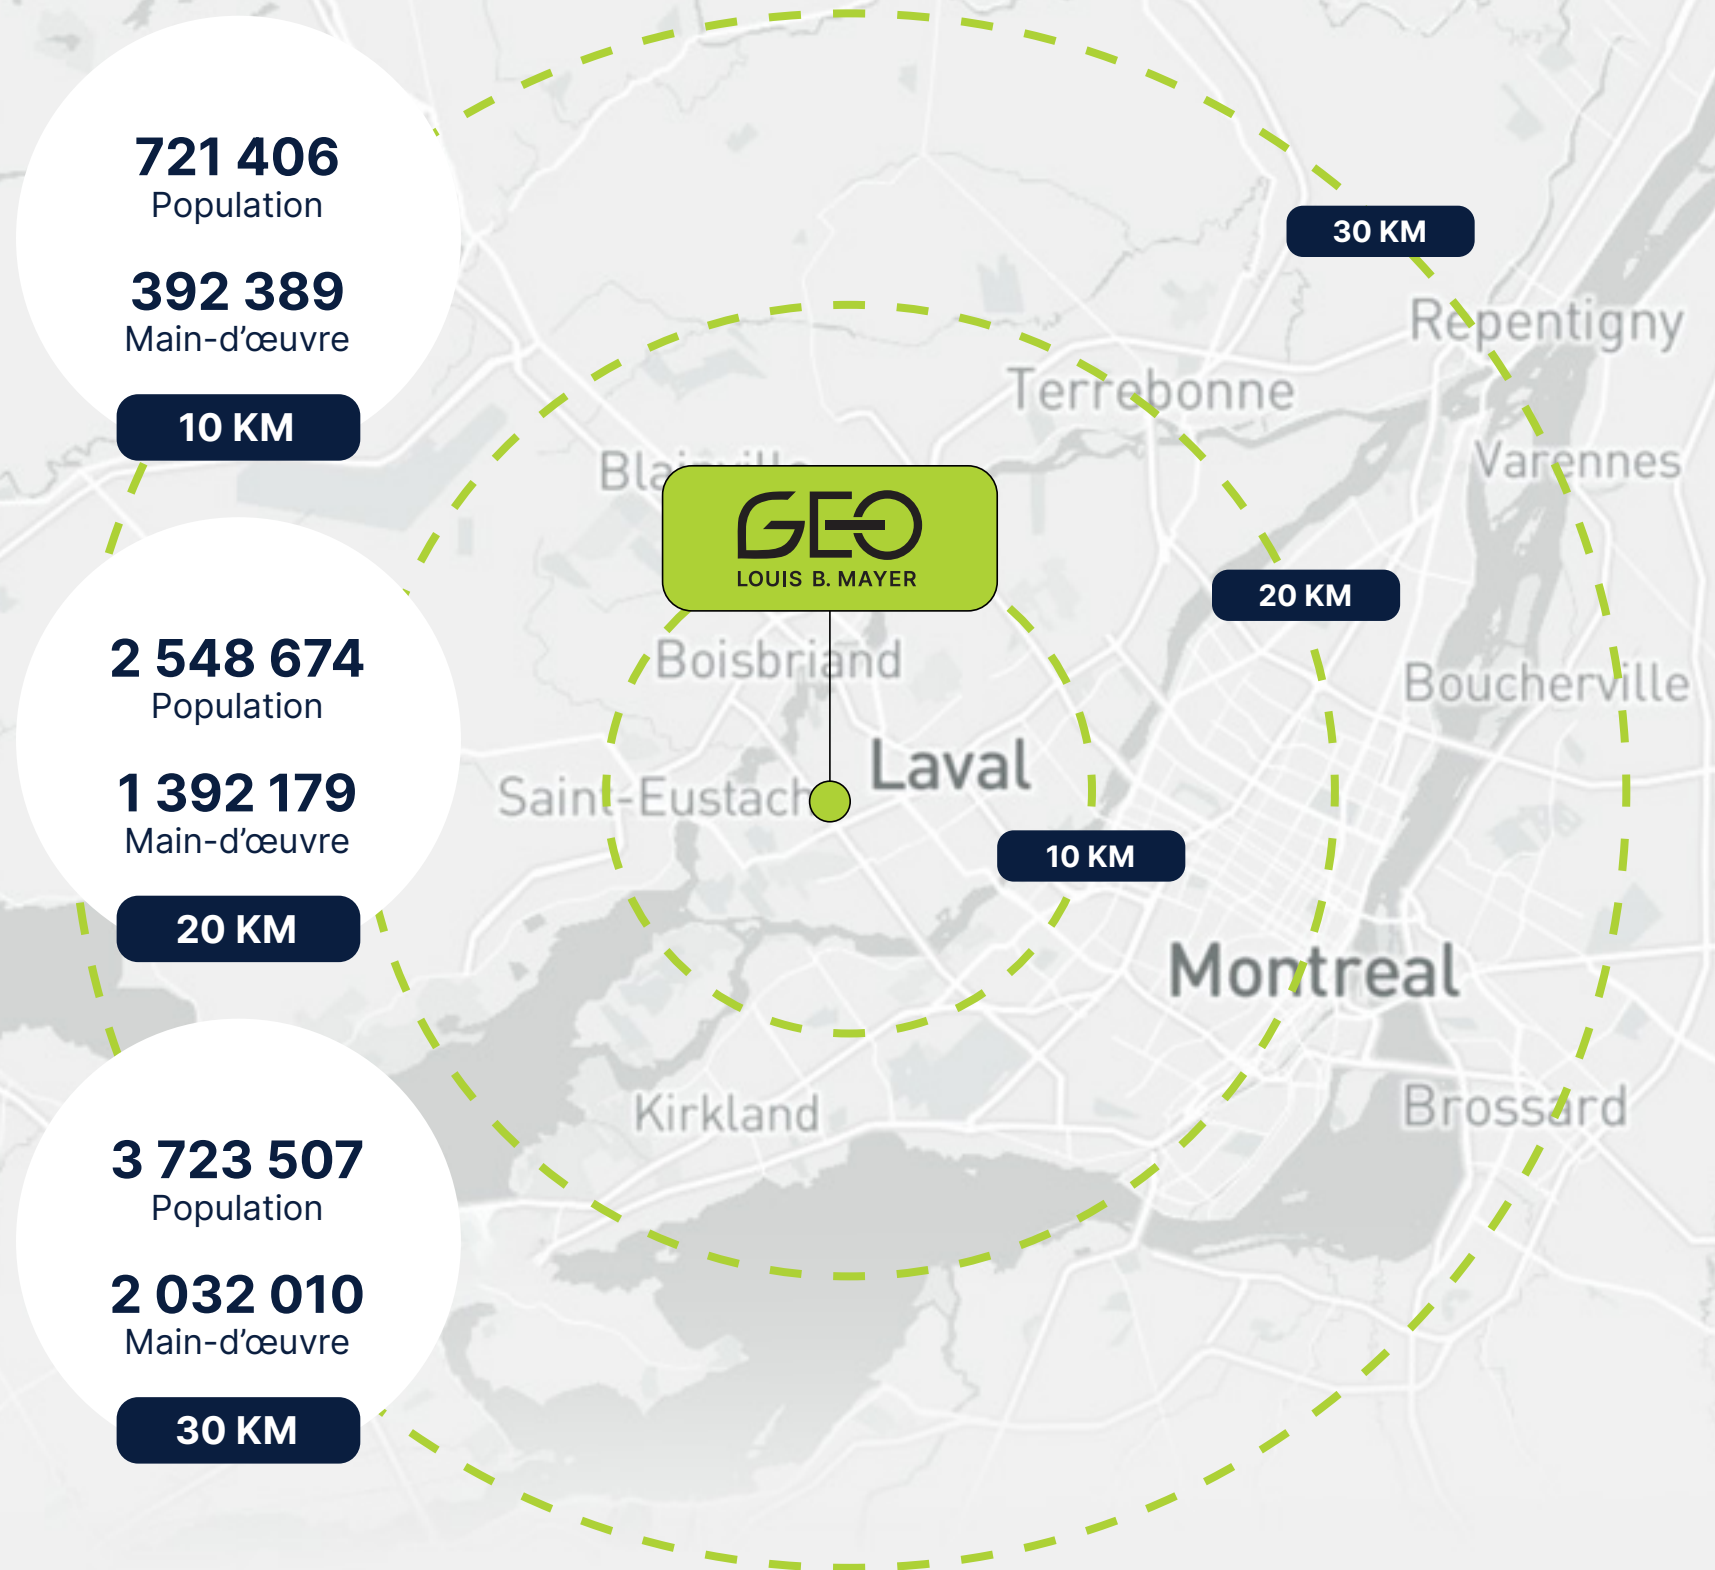 721 406
Population
392 389
Main-d'œuvre
10 KM
2 548 674
Population
1 392 179
Main-d'œuvre
20 KM
3 723 507
Population
2 032 010
Main-d'œuvre
30 KM
30 KM
Repentigny
Terrebonne
Varennes
Blainville
GEO
LOUIS B. MAYER
20 KM
Boisbriand
Boucherville
Laval
Saint-Eustach
10 KM
Montreal
Kirkland
Brossard